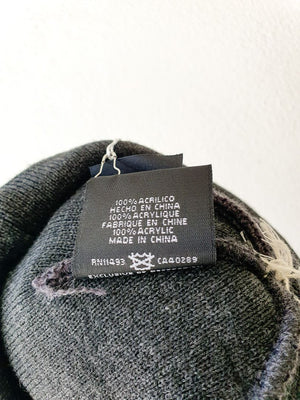 100% ACRILICO
HECHO EN CHINA
100% ACRYLIQUE
FABRIQUE EN CHINE
100% ACRYLIC
MADE IN CHINA
RN11493 CA40289